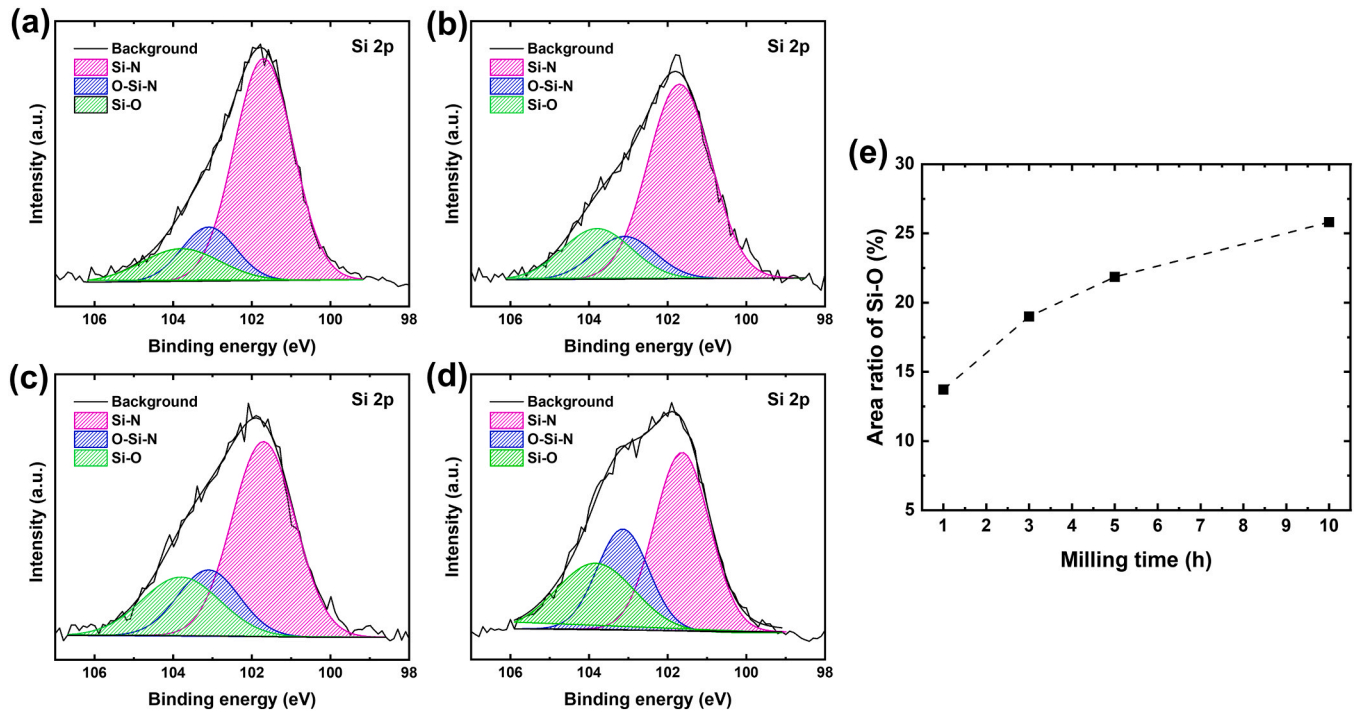 (a)
Si 2p
Background
Si-N
O-Si-N
Si-O
Intensity (a.u.)
106 104 102 100 98
Binding energy (eV)
(b)
Si 2p
Background
Si-N
O-Si-N
Si-O
Intensity (a.u.)
106 104 102 100 98
Binding energy (eV)
(c)
Si 2p
Background
Si-N
O-Si-N
Si-O
Intensity (a.u.)
106 104 102 100 98
Binding energy (eV)
(d)
Si 2p
Background
Si-N
O-Si-N
Si-O
Intensity (a.u.)
106 104 102 100 98
Binding energy (eV)
(e)
Area ratio of Si-O (%)
30
25
20
15
10
5
1 2 3 4 5 6 7 8 9 10
Milling time (h)